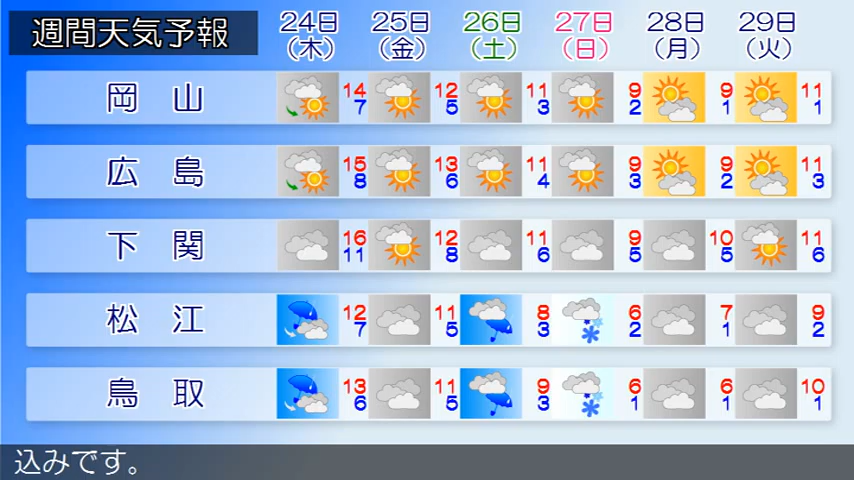 週間天気予報 24日 25日 26日 27日 28日 29日
(木) (金) (土) (日) (月) (火)
岡山 14 12 11 9 9 11
7 5 3 2 1 1
広島 15 13 11 9 9 11
8 6 4 3 2 3
下関 16 12 11 9 10 11
11 8 6 5 5 6
松江 12 11 8 6 7 9
7 5 3 2 1 2
鳥取 13 11 9 6 6 10
6 5 3 1 1 1
込みです。